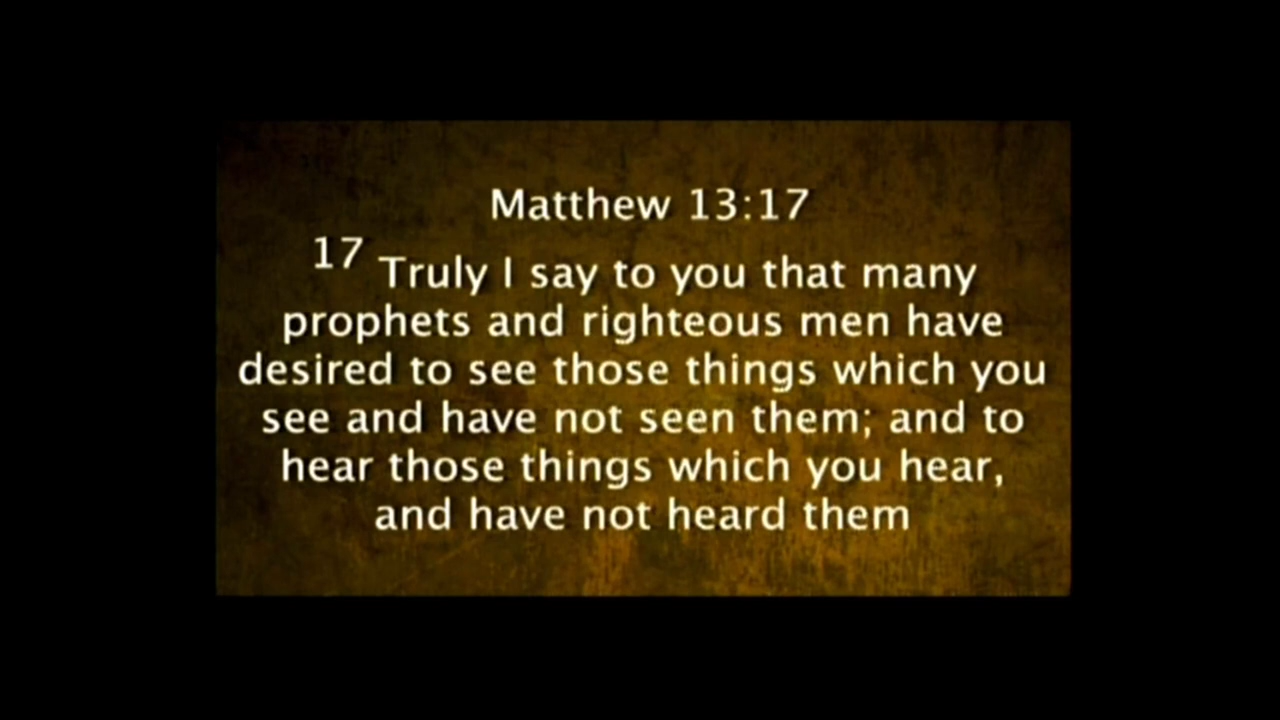 Matthew 13:17
17 Truly I say to you that many
prophets and righteous men have
desired to see those things which you
see and have not seen them; and to
hear those things which you hear,
and have not heard them